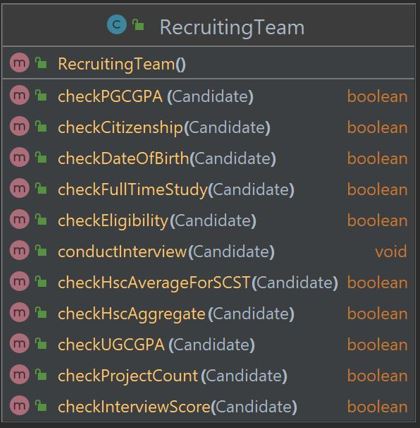 RecruitingTeam
RecruitingTeam()
checkPGCGPA (Candidate) boolean
checkCitizenship(Candidate) boolean
checkDateOfBirth(Candidate) boolean
checkFullTimeStudy(Candidate) boolean
checkEligibility(Candidate) boolean
conductInterview(Candidate) void
checkHscAverageForSCST(Candidate) boolean
checkHscAggregate(Candidate) boolean
checkUGCGPA (Candidate) boolean
checkProjectCount(Candidate) boolean
checkInterviewScore(Candidate) boolean